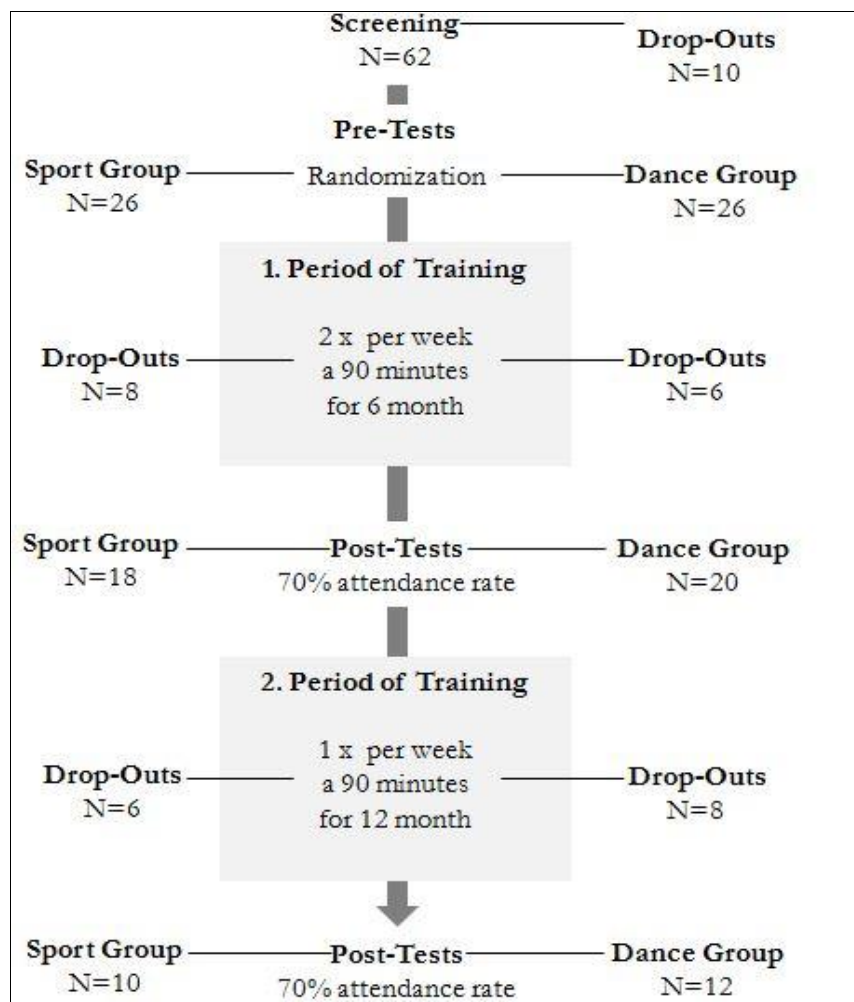 Screening
N=62
Drop-Outs
N=10
Pre-Tests
Sport Group
N=26
Randomization
Dance Group
N=26
1. Period of Training
Drop-Outs
N=8
2 x per week
a 90 minutes
for 6 month
Drop-Outs
N=6
Sport Group
N=18
Post-Tests
70% attendance rate
Dance Group
N=20
2. Period of Training
Drop-Outs
N=6
1 x per week
a 90 minutes
for 12 month
Drop-Outs
N=8
Sport Group
N=10
Post-Tests
70% attendance rate
Dance Group
N=12